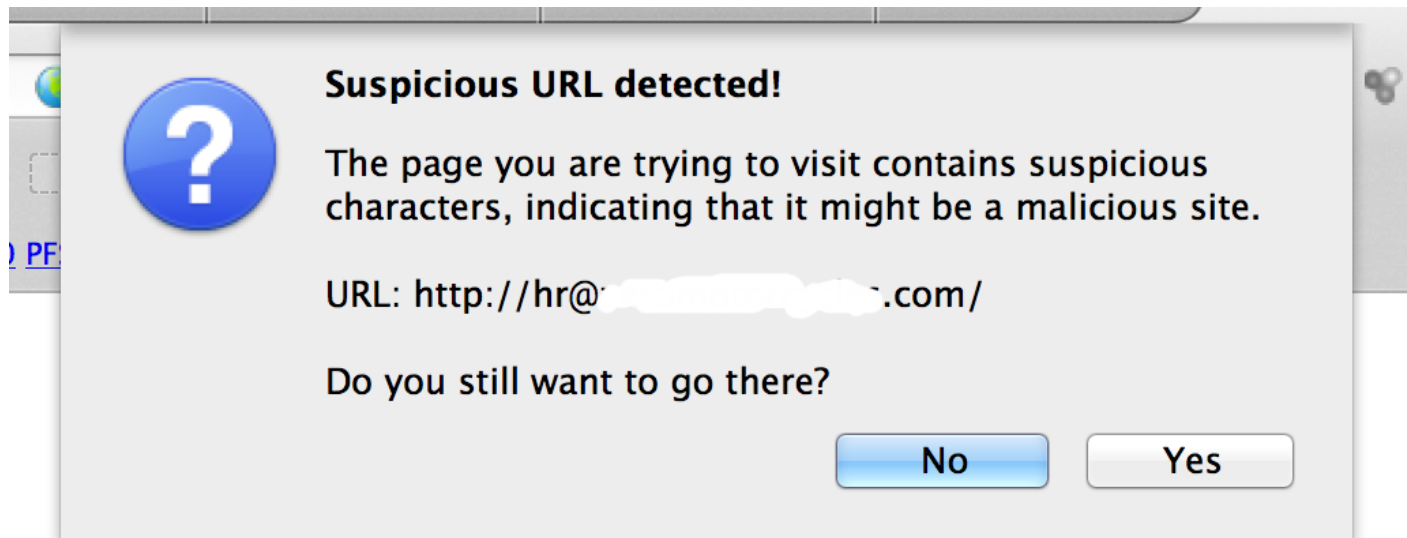 Suspicious URL detected!
The page you are trying to visit contains suspicious
characters, indicating that it might be a malicious site.
PF
URL: http://hr@ .com/
Do you still want to go there?
No Yes